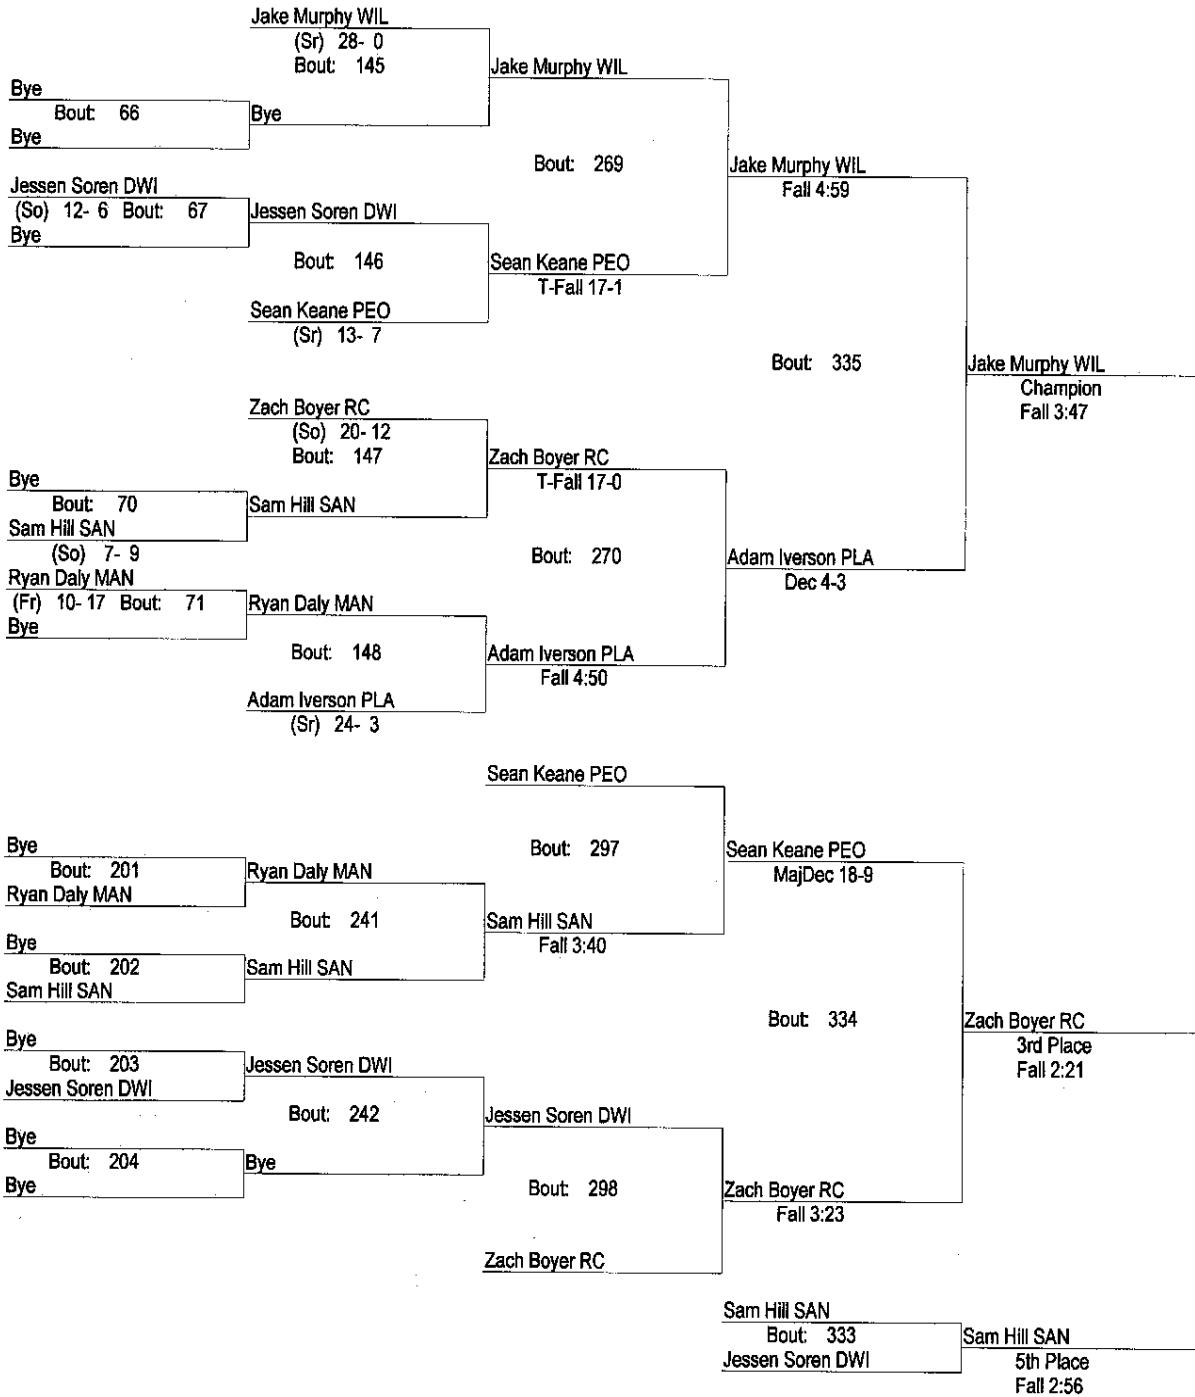 Jake Murphy WIL
(Sr) 28- 0
Bout: 145
Jake Murphy WIL
Bye
Bout: 66
Bye
Bye
Bout: 269
Jake Murphy WIL
Fall 4:59
Jessen Soren DWI
(So) 12- 6 Bout: 67
Bye
Jessen Soren DWI
Bout: 146
Sean Keane PEO
T-Fall 17-1
Sean Keane PEO
(Sr) 13- 7
Bout: 335
Jake Murphy WIL
Champion
Fall 3:47
Zach Boyer RC
(So) 20- 12
Bout: 147
Zach Boyer RC
T-Fall 17-0
Bye
Bout: 70
Sam Hill SAN
Sam Hill SAN
(So) 7- 9
Bout: 270
Adam Iverson PLA
Dec 4-3
Ryan Daly MAN
(Fr) 10- 17 Bout: 71
Bye
Ryan Daly MAN
Bout: 148
Adam Iverson PLA
Fall 4:50
Adam Iverson PLA
(Sr) 24- 3
Sean Keane PEO
Bout: 297
Sean Keane PEO
MajDec 18-9
Bye
Bout: 201
Ryan Daly MAN
Ryan Daly MAN
Bout: 241
Sam Hill SAN
Fall 3:40
Bye
Bout: 202
Sam Hill SAN
Sam Hill SAN
Bout: 334
Zach Boyer RC
3rd Place
Fall 2:21
Bye
Bout: 203
Jessen Soren DWI
Jessen Soren DWI
Bout: 242
Jessen Soren DWI
Bye
Bout: 204
Bye
Bye
Bout: 298
Zach Boyer RC
Fall 3:23
Zach Boyer RC
Sam Hill SAN
Bout: 333
Jessen Soren DWI
Sam Hill SAN
5th Place
Fall 2:56